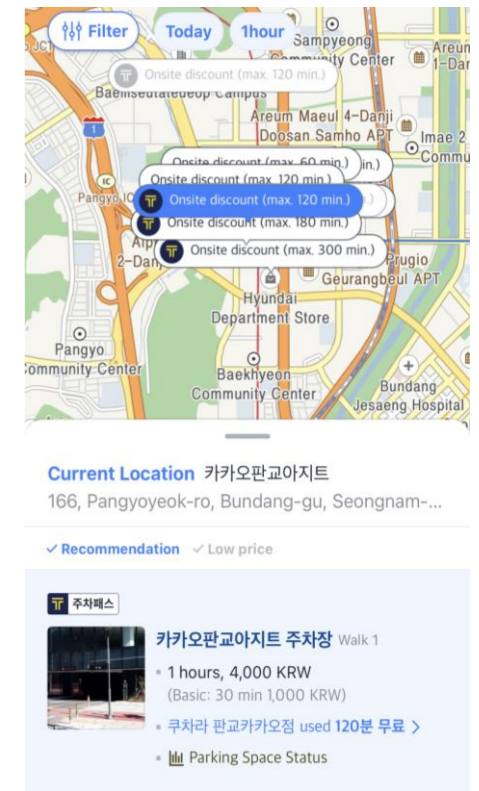 Filter
Today
1hour
Sampyeong
Community Center
Areum
1-Dan
Onsite discount (max. 120 min.)
Baemiseutateudeop Campus
Areum Maeul 4-Danji
Doosan Samho APT
1
Imae 2
Commu
Onsite discount (max. 60 min.)
in.)
Onsite discount (max. 120 min.)
IC
Pangyo IC
Onsite discount (max. 120 min.)
Onsite discount (max. 180 min.)
2-Danj
Onsite discount (max. 300 min.)
Prugio
Geurangbeul APT
Hyundai
Department Store
Pangyo
Community Center
Baekhyeon
Community Center
Bundang
Jesaeng Hospital
Current Location 카카오판교아지트
166, Pangyoyeok-ro, Bundang-gu, Seongnam-...
Recommendation
Low price
주차패스
카카오판교아지트 주차장 Walk 1
1 hours, 4,000 KRW
(Basic: 30 min 1,000 KRW)
쿠차라 판교카카오점 used 120분 무료 >
Parking Space Status